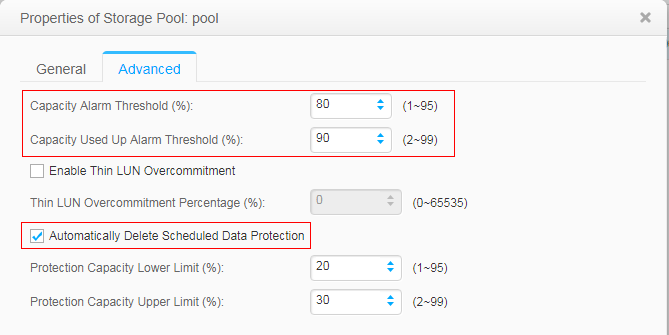 Properties of Storage Pool: pool
General Advanced
Capacity Alarm Threshold (%): 80 (1~95)
Capacity Used Up Alarm Threshold (%): 90 (2~99)
Enable Thin LUN Overcommitment
Thin LUN Overcommitment Percentage (%): 0 (0~65535)
Automatically Delete Scheduled Data Protection
Protection Capacity Lower Limit (%): 20 (1~95)
Protection Capacity Upper Limit (%): 30 (2~99)